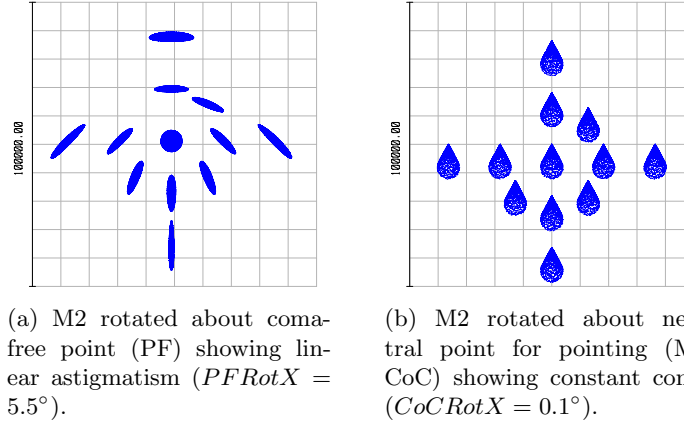 1000000.00
1000000.00
(a) M2 rotated about coma-
free point (PF) showing lin-
ear astigmatism (PFRotX =
5.5°).
(b) M2 rotated about ne
tral point for pointing (M
CoC) showing constant con
(CoCRotX = 0.1°).